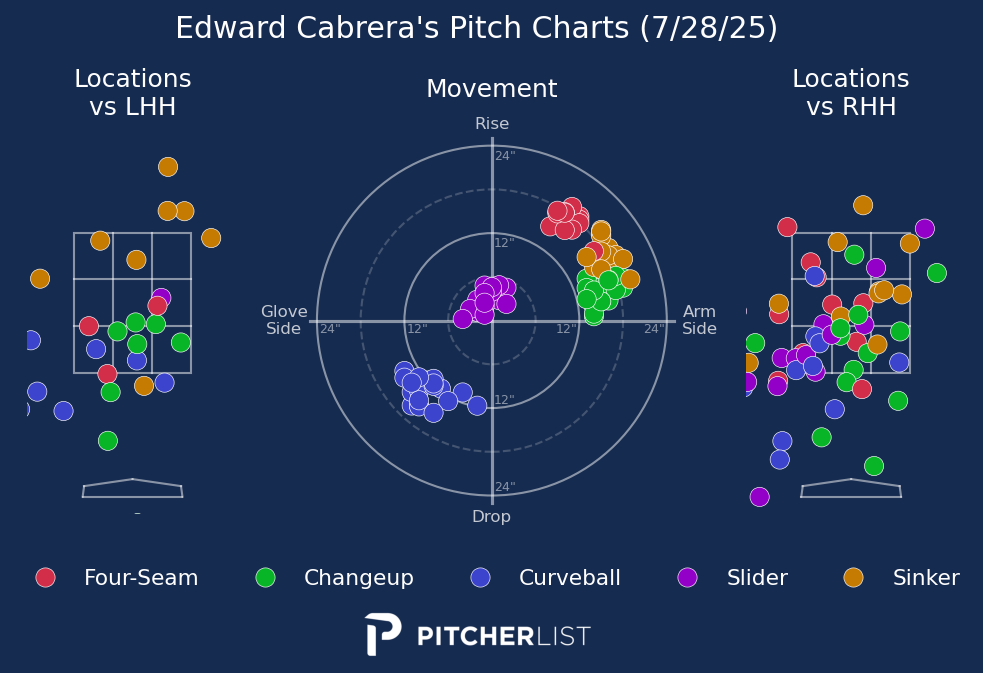 Edward Cabrera's Pitch Charts (7/28/25)
Locations
vs LHH
Movement
Locations
vs RHH
Rise
24"
12"
Glove
Side
24"
12"
12"
24"
Arm
Side
12"
24"
Drop
Four-Seam
Changeup
Curveball
Slider
Sinker
PITCHERLIST